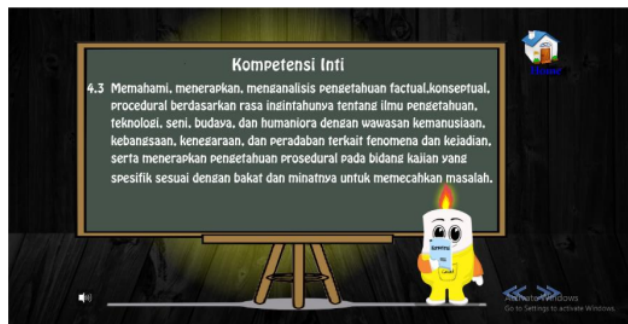 Kompetensi Inti
Home
4.3 Memahami, menerapkan, menganalisis pengetahuan factual,konseptual,
procedural berdasarkan rasa ingintahunya tentang ilmu pengetahuan,
teknologi, seni, budaya, dan humaniora dengan wawasan kemanusiaan,
kebangsaan, kenegaraan, dan peradaban terkait fenomena dan kejadian,
serta menerapkan pengetahuan prosedural pada bidang kajian yang
spesifik sesuai dengan bakat dan minatnya untuk memecahkan masalah.
Activate Windows
Go to Settings to activate Windows.